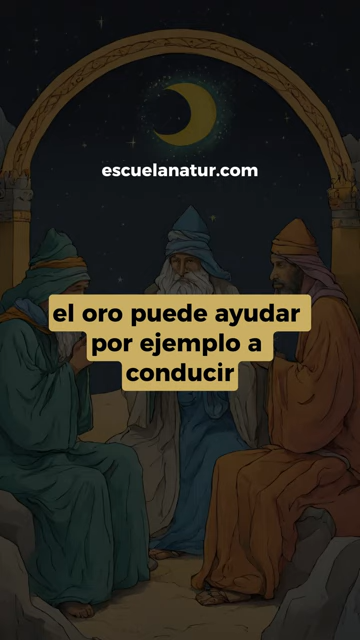 escuelanatur.com
el oro puede ayudar
por ejemplo a
conducir